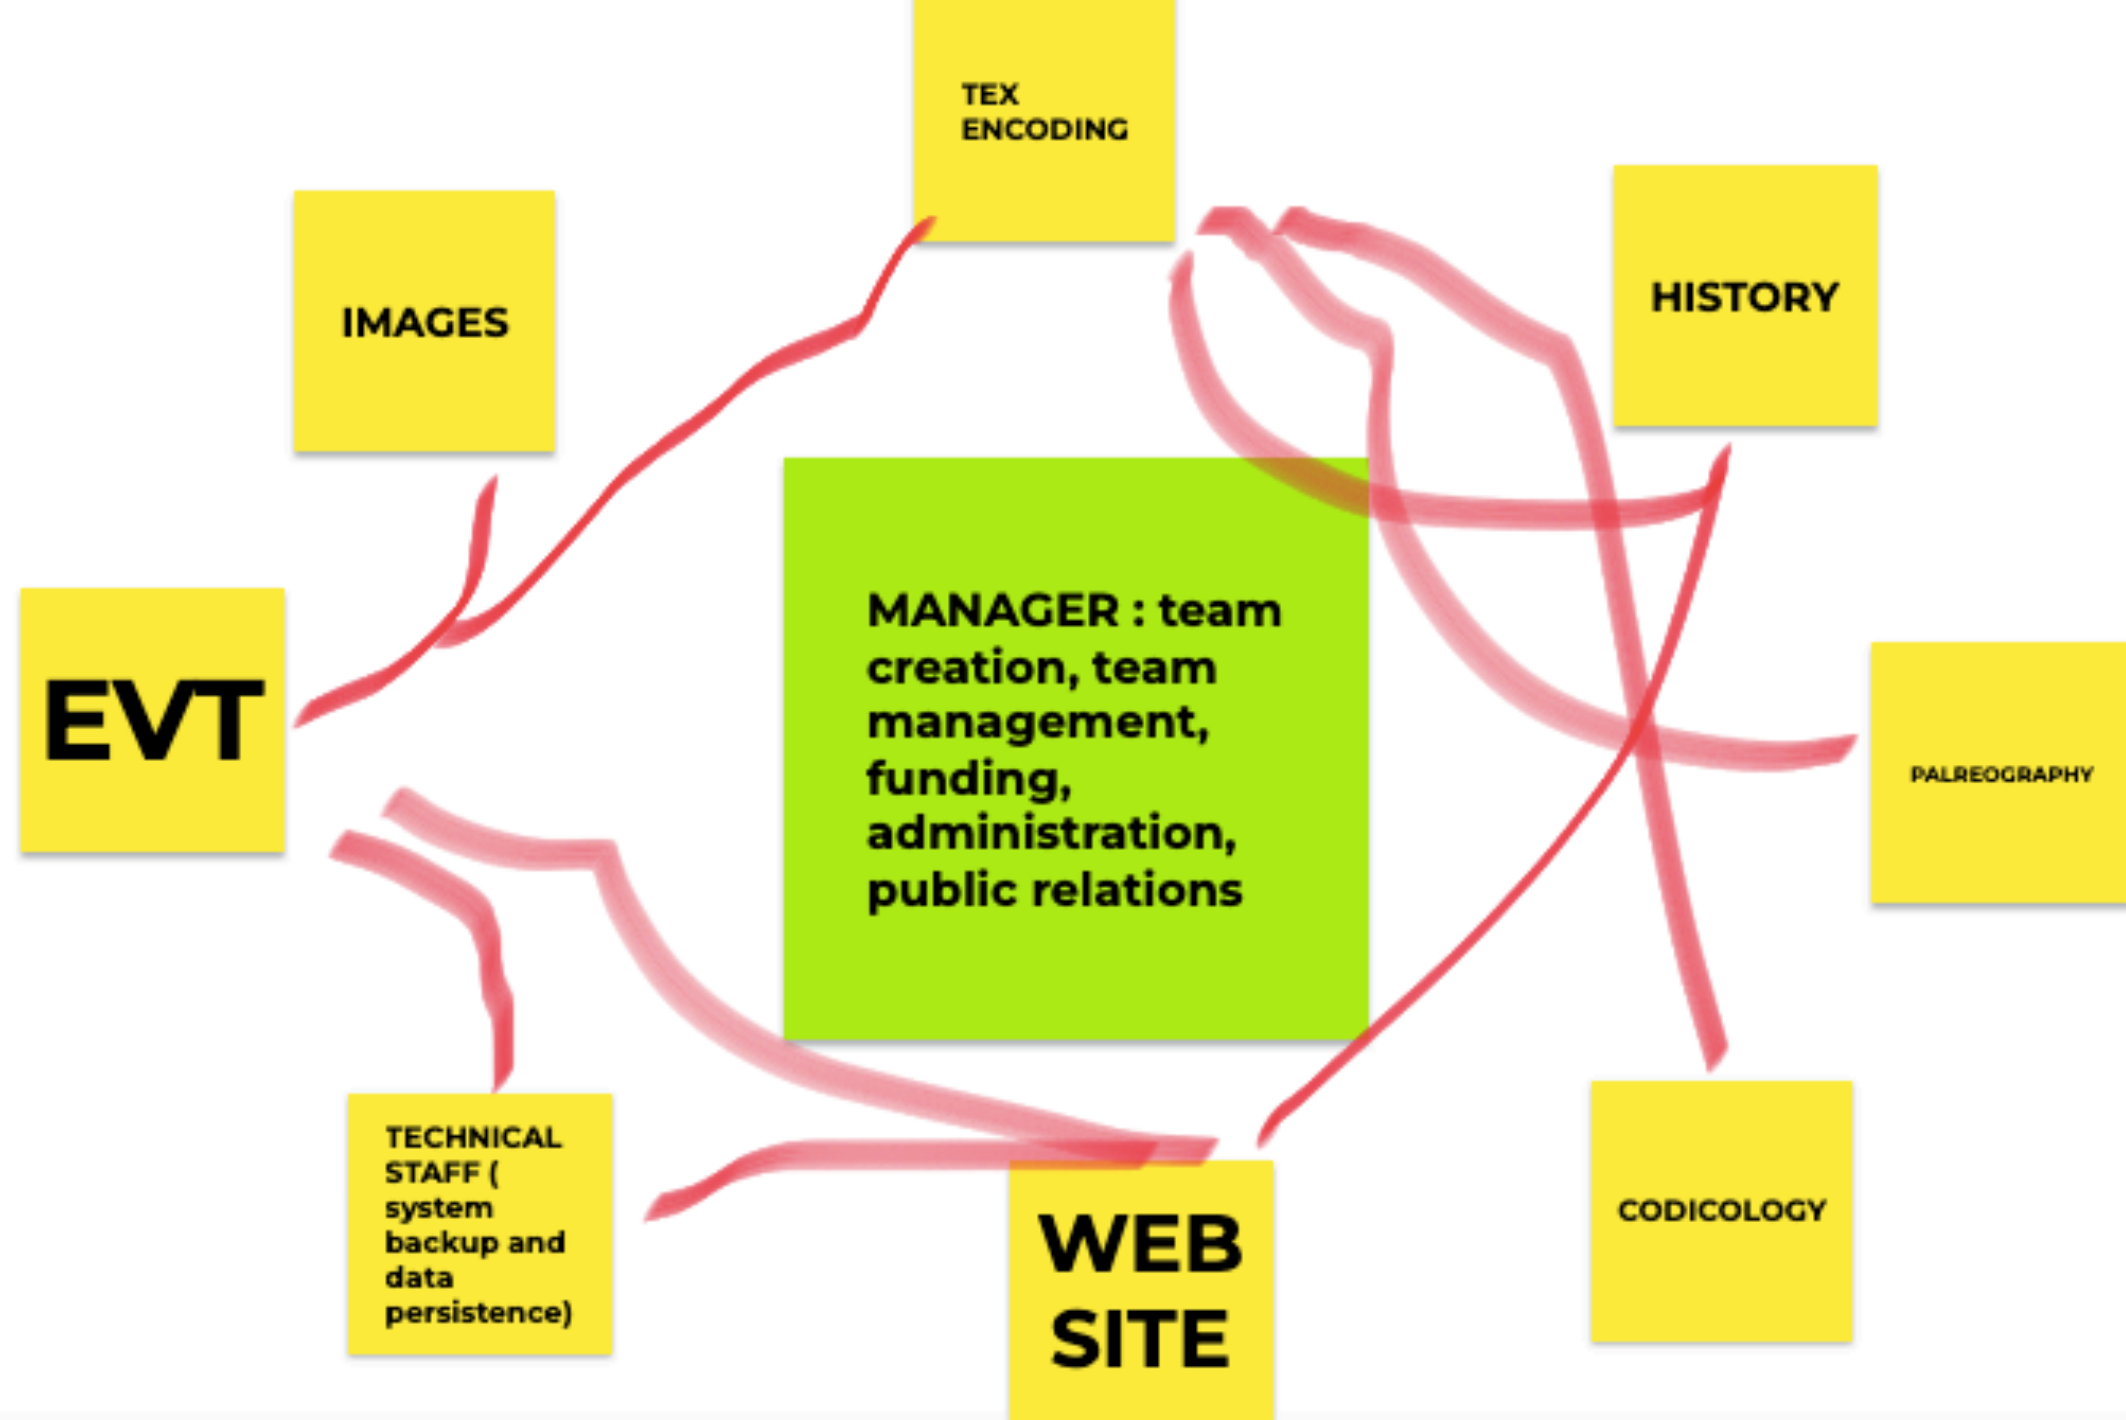 TEX
ENCODING
IMAGES
HISTORY
EVT
MANAGER : team
creation, team
management,
funding,
administration,
public relations
PALREOGRAPHY
TECHNICAL
STAFF (
system
backup and
data
persistence)
WEB
SITE
CODICOLOGY